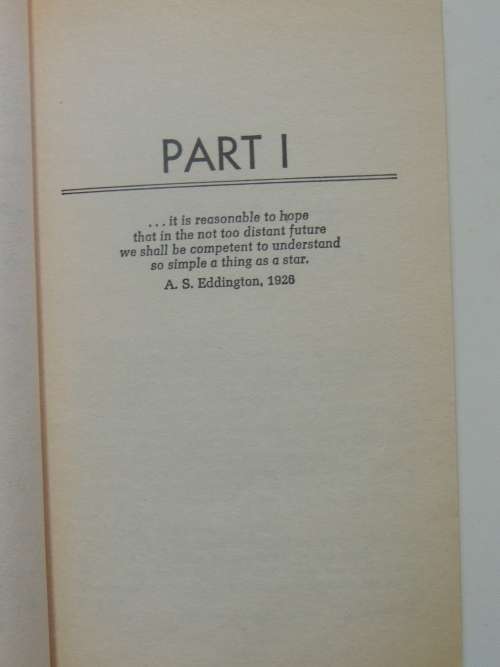 PART I
...it is reasonable to hope
that in the not too distant future
we shall be competent to understand
so simple a thing as a star.
A. S. Eddington, 1926